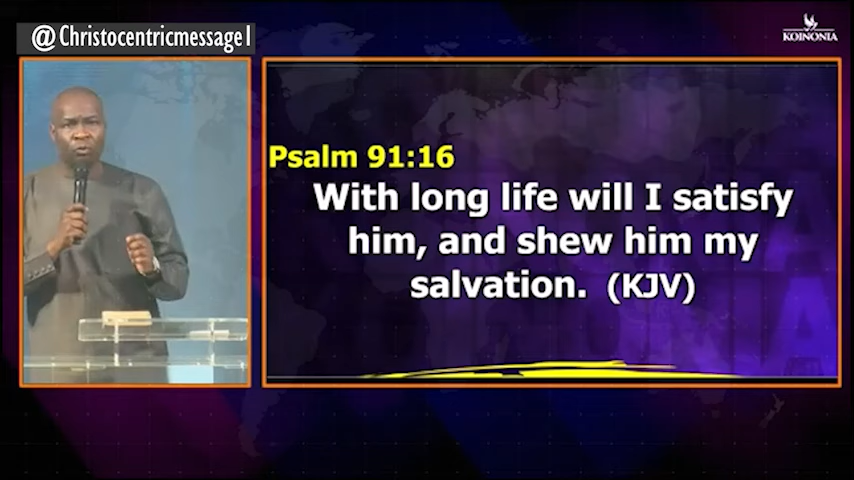 @Christocentricmessage1
KOINONIA
Psalm 91:16
With long life will I satisfy
him, and shew him my
salvation. (KJV)